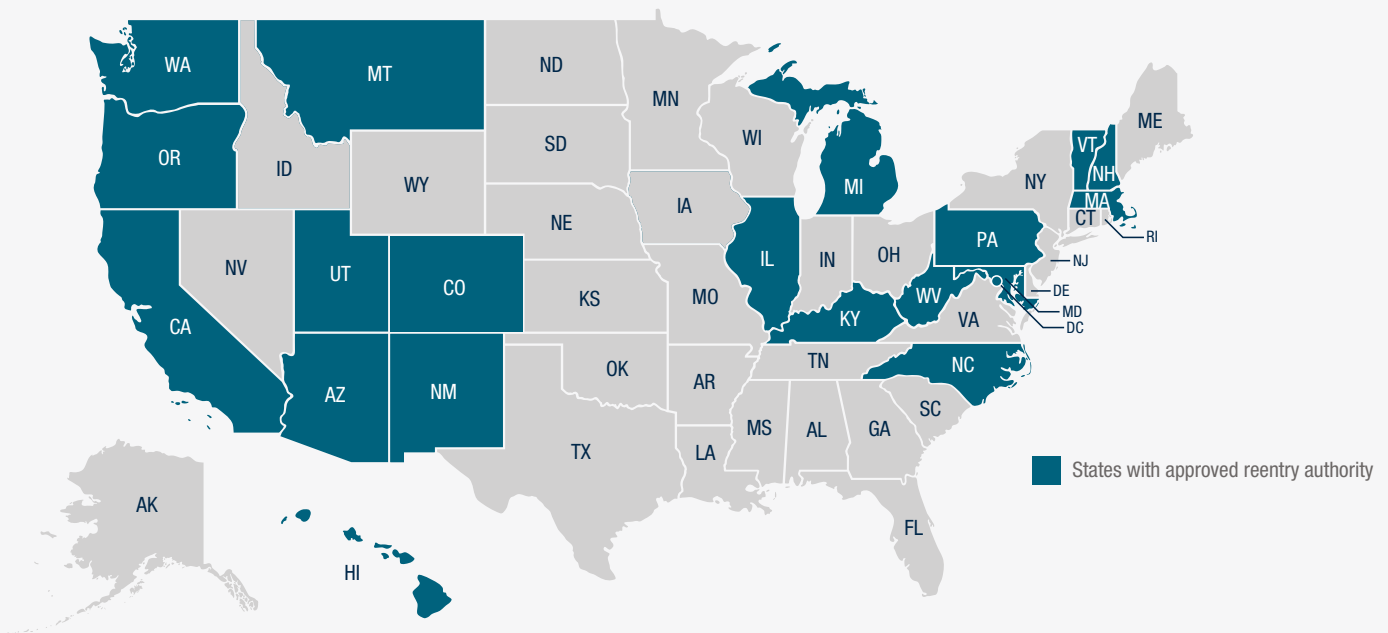 WA
MT
ND
MN
ME
OR
ID
SD
WI
VT
NH
WY
MI
NY
MA
CT
IA
RI
NE
PA
NV
UT
CO
IL
IN
OH
NJ
KS
MO
WV
DE
MD
CA
KY
VA
DC
AZ
NM
OK
AR
TN
NC
SC
TX
LA
MS
AL
GA
States with approved reentry authority
AK
HI
FL